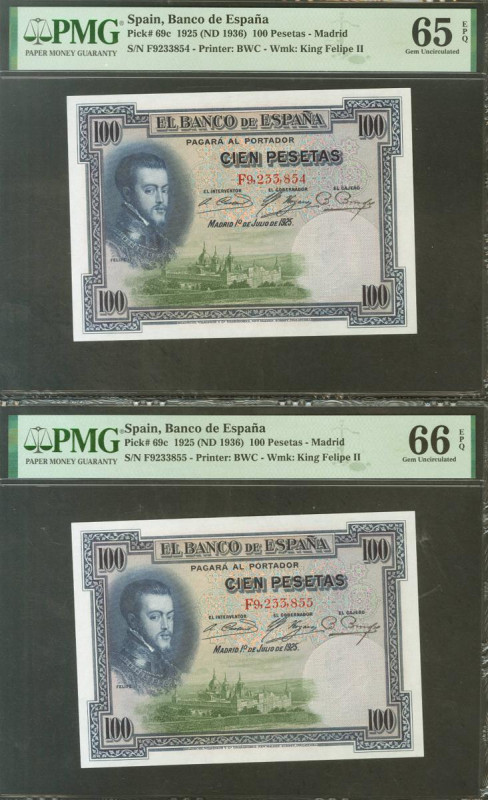 PMG
PAPER MONEY GUARANTY
Spain, Banco de España
Pick# 69c 1925 (ND 1936) 100 Pesetas - Madrid
S/N F9233854 - Printer: BWC - Wmk: King Felipe II
65 EPQ
Gem Uncirculated
EL BANCO DE ESPAÑA
100 100
PAGARÁ AL PORTADOR
CIEN PESETAS
F9,233,854
EL INTERVENTOR EL GOBERNADOR EL CAJERO
MADRID 1º DE JULIO DE 1925.
FELIPE
100 100
PMG
PAPER MONEY GUARANTY
Spain, Banco de España
Pick# 69c 1925 (ND 1936) 100 Pesetas - Madrid
S/N F9233855 - Printer: BWC - Wmk: King Felipe II
66 EPQ
Gem Uncirculated
EL BANCO DE ESPAÑA
100 100
PAGARÁ AL PORTADOR
CIEN PESETAS
F9,233,855
EL INTERVENTOR EL GOBERNADOR EL CAJERO
MADRID 1º DE JULIO DE 1925.
FELIPE
100 100